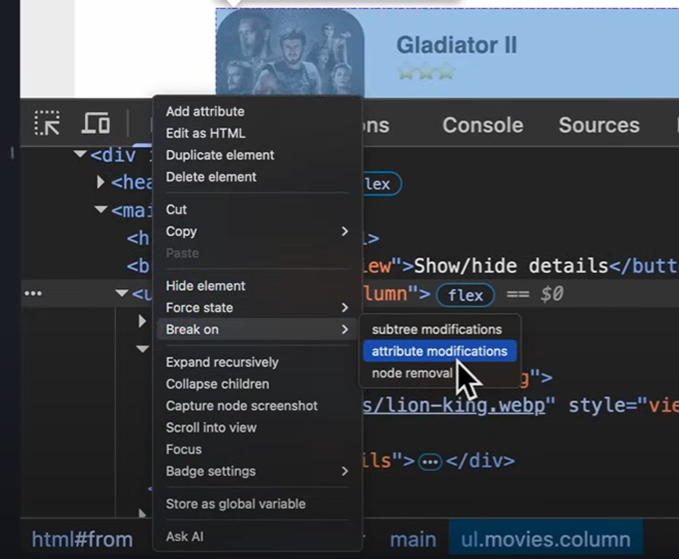 Gladiator II
ns
Console
Sources
<div i
<hea
flex
<mai
<h
l>
<b
iew">Show/hide details</butt
<u
lumn">
flex
== $0
g">
s/lion-king.webp" style="vie
ils">
</div>
<
Add attribute
Edit as HTML
Duplicate element
Delete element
Cut
Copy
Paste
Hide element
Force state
Break on
subtree modifications
attribute modifications
node removal
Expand recursively
Collapse children
Capture node screenshot
Scroll into view
Focus
Badge settings
Store as global variable
Ask AI
html#from
main
ul.movies.column